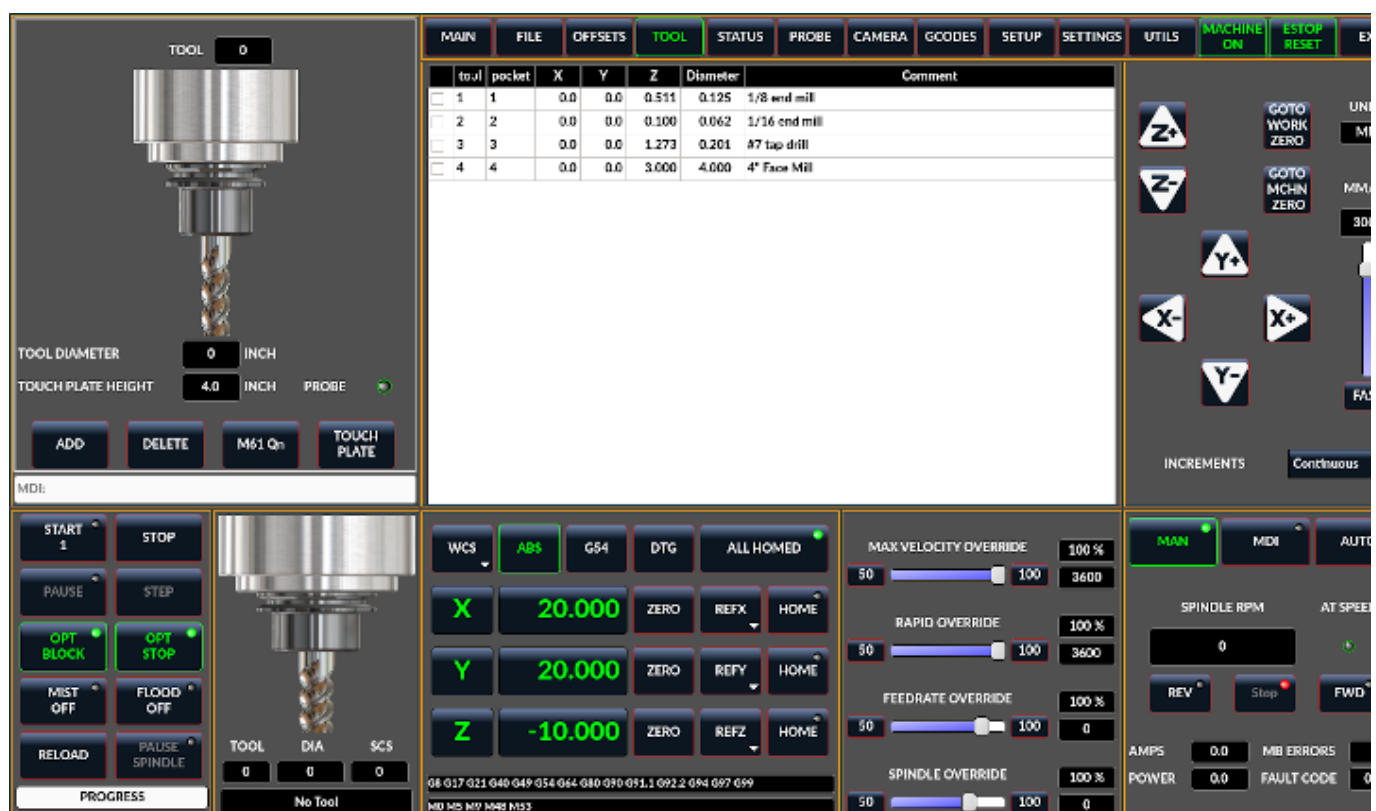 MAIN FILE OFFSETS TOOL STATUS PROBE CAMERA GCODES SETUP SETTINGS UTILS MACHINE ON ESTOP RESET
TOOL 0
TOOL DIAMETER 0 INCH
TOUCH PLATE HEIGHT 4.0 INCH PROBE
ADD DELETE M61 Qn TOUCH PLATE
MDI:
tool pocket X Y Z Diameter Comment
1 1 0.0 0.0 0.511 0.125 1/8 end mill
2 2 0.0 0.0 0.100 0.062 1/16 end mill
3 3 0.0 0.0 1.273 0.201 #7 tap drill
4 4 0.0 0.0 3.000 4.000 4" Face Mill
Z+
GOTO
WORK
ZERO
Z-
GOTO
MCHN
ZERO
Y+
X- X+
Y-
INCREMENTS Continuous
START
1
STOP
PAUSE STEP
OPT
BLOCK
OPT
STOP
MIST
OFF
FLOOD
OFF
RELOAD
PAUSE
SPINDLE
PROGRESS
TOOL DIA SCS
0 0 0
No Tool
WCS ABS G54 DTG ALL HOMED
X 20.000 ZERO REFX HOME
Y 20.000 ZERO REFY HOME
Z -10.000 ZERO REFZ HOME
G8 G17 G21 G40 G49 G54 G64 G80 G90 G91.1 G92.2 G94 G97 G99
M0 M5 M9 M48 M53
MAX VELOCITY OVERRIDE 100 %
50 100 3600
RAPID OVERRIDE 100 %
50 100 3600
FEEDRATE OVERRIDE 100 %
50 100 0
SPINDLE OVERRIDE 100 %
50 100 0
MAN MDI AUTO
SPINDLE RPM AT SPEED
0
REV Stop FWD
AMPS 0.0 MB ERRORS
POWER 0.0 FAULT CODE